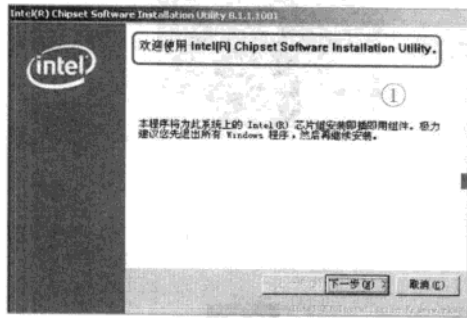 Intel(R) Chipset Software Installation Utility 8.1.1.1001
intel
欢迎使用 Intel(R) Chipset Software Installation Utility.
①
本程序将为此系统上的 Intel(R) 芯片组安装即插即用组件。极力
建议您先退出所有 Windows 程序，然后再继续安装。
下一步(N) >
取消(C)